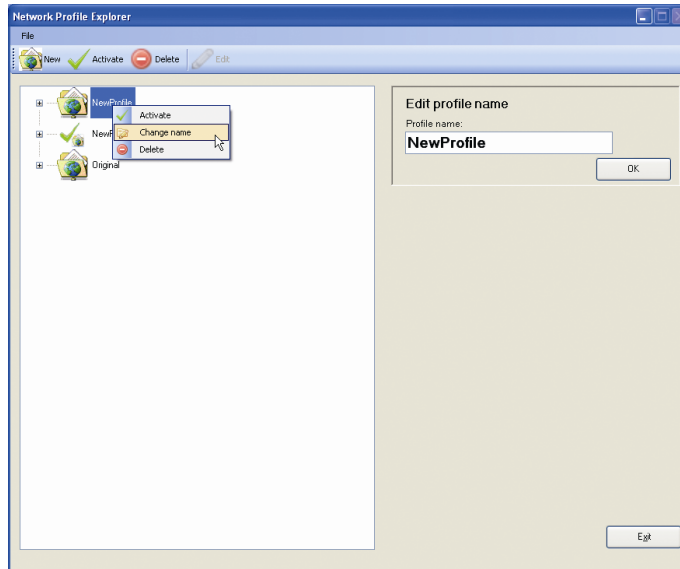 Network Profile Explorer
File
New Activate Delete Edit
NewProfile
Activate
Change name
Delete
Original
Edit profile name
Profile name:
NewProfile
OK
Exit